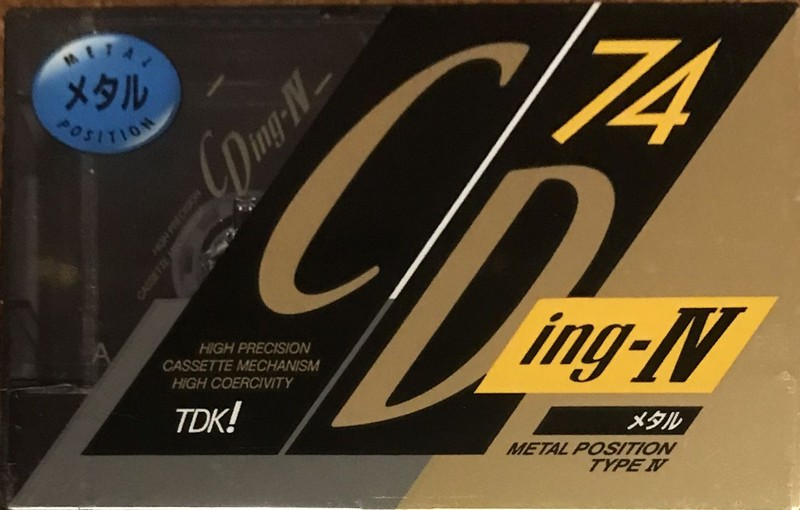 METAL
メタル
POSITION
CDing-IV
HIGH PRECISION
CASSETTE
A
CD
74
ing-IV
HIGH PRECISION
CASSETTE MECHANISM
HIGH COERCIVITY
TDK!
メタル
METAL POSITION
TYPE IV